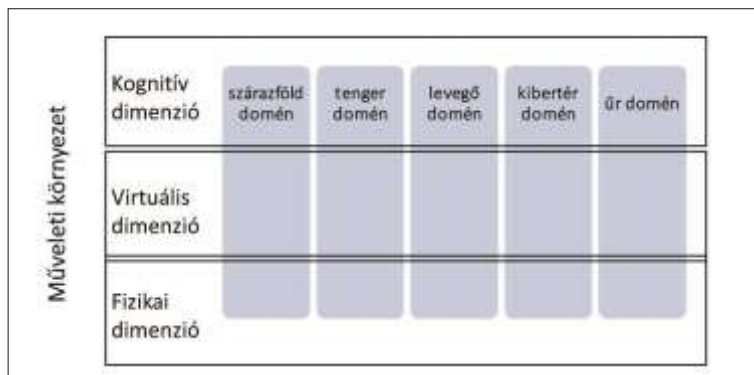 Műveleti környezet
Kognitív
dimenzió
szárazföld
domén
tenger
domén
levegő
domén
kibertér
domén
űr domén
Virtuális
dimenzió
Fizikai
dimenzió